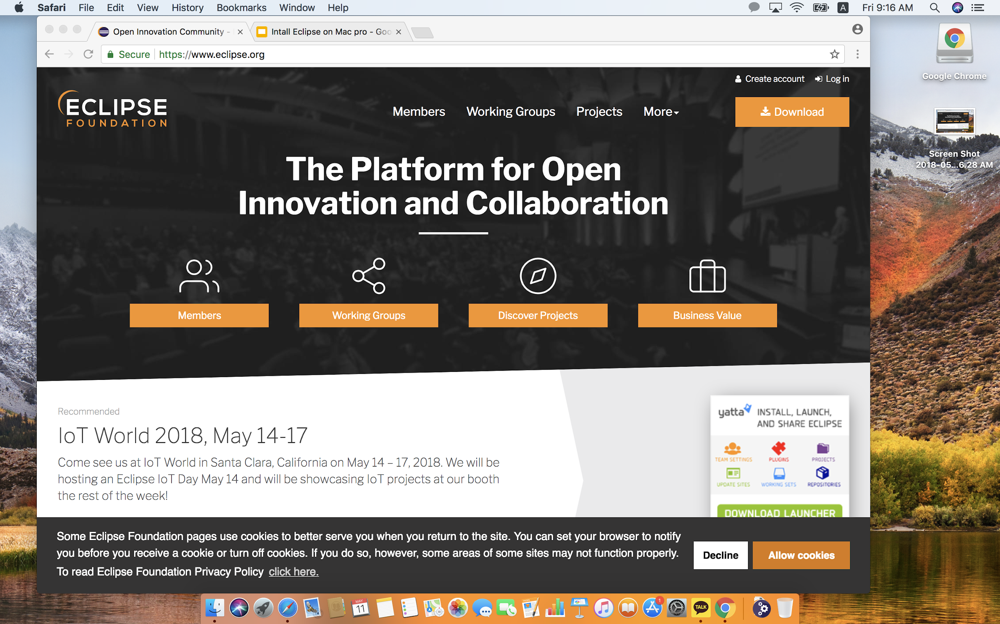 Safari File Edit View History Bookmarks Window Help
A Fri 9:16 AM
Open Innovation Community -
Intall Eclipse on Mac pro - Goo
Secure https://www.eclipse.org
Google Chrome
Screen Shot
2018-05...6.28 AM
Create account Log in
ECLIPSE
FOUNDATION
Members Working Groups Projects More Download
The Platform for Open
Innovation and Collaboration
Members Working Groups Discover Projects Business Value
Recommended
IoT World 2018, May 14-17
Come see us at IoT World in Santa Clara, California on May 14 – 17, 2018. We will be
hosting an Eclipse IoT Day May 14 and will be showcasing IoT projects at our booth
the rest of the week!
yatta INSTALL, LAUNCH,
AND SHARE ECLIPSE
TEAM SETTINGS PLUGINS PROJECTS
UPDATE SITES WORKING SETS REPOSITORIES
DOWNLOAD LAUNCHER
Some Eclipse Foundation pages use cookies to better serve you when you return to the site. You can set your browser to notify
you before you receive a cookie or turn off cookies. If you do so, however, some areas of some sites may not function properly.
To read Eclipse Foundation Privacy Policy click here.
Decline Allow cookies
MAY
11
3D
PAGES
1
TALK